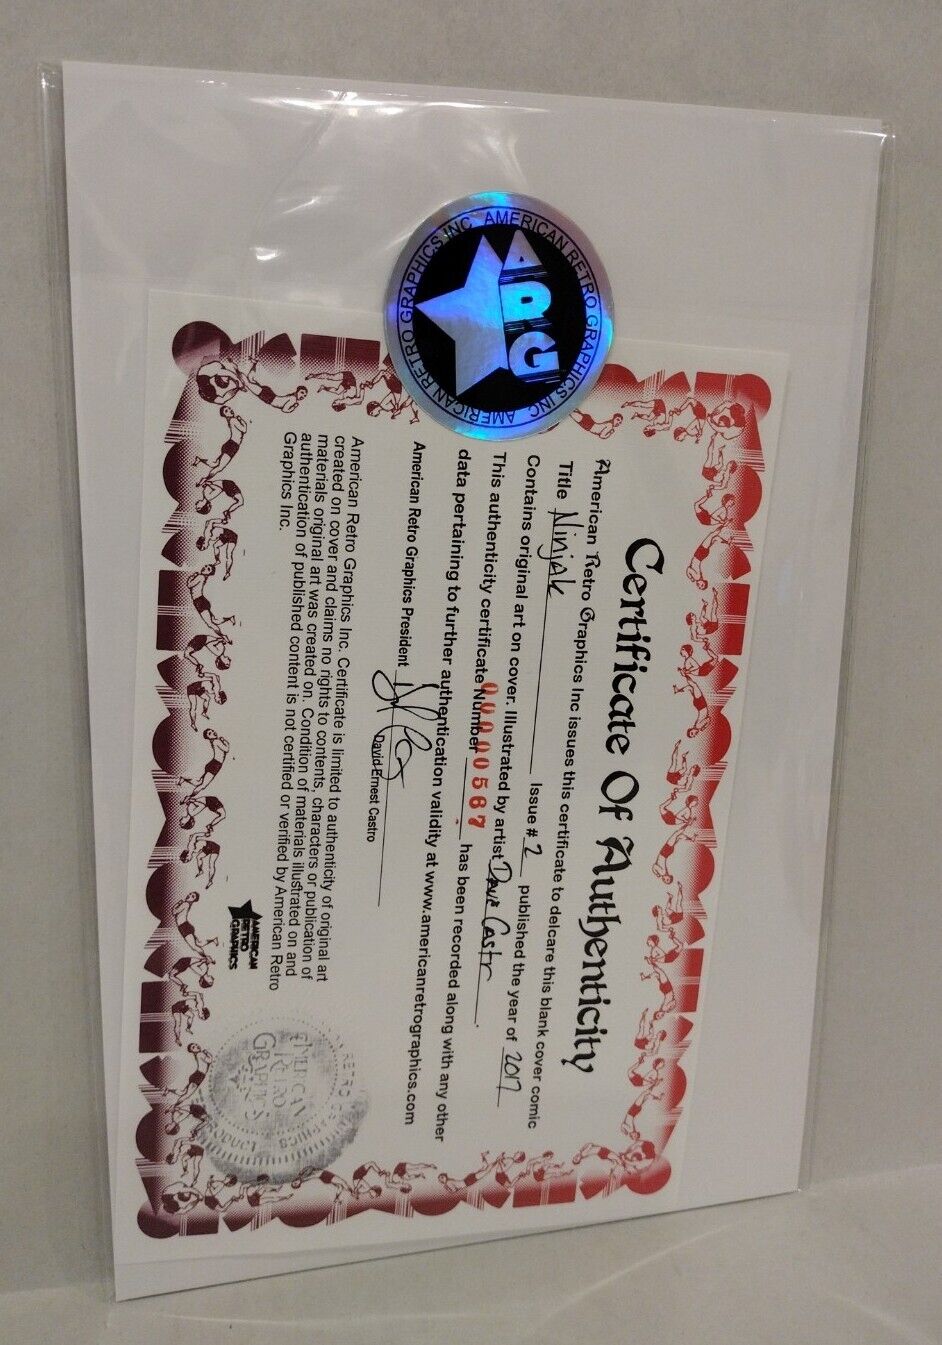 AMERICAN RETRO GRAPHICS INC AMERICAN RETRO GRAPHICS INC
ARG
Certificate Of Authenticity
American Retro Graphics Inc issues this certificate to delcare this blank cover comic
Title Ninjak Issue # 2 published the year of 2017
Contains original art on cover. Illustrated by artist Dave Castr .
This authenticity certificate Number 00000567 has been recorded along with any other
data pertaining to further authentication validity at www.americanretrographics.com
American Retro Graphics President
David Ernest Castro
American Retro Graphics Inc. Certificate is limited to authenticity of original art
created on cover and claims no rights to contents, characters or publication of
materials original art was created on. Condition of materials illustrated on and
authentication of published content is not certified or verified by American Retro
Graphics Inc.
AMERICAN
RETRO
GRAPHICS
AMERICAN
RETRO
GRAPHICS
PRODUCT